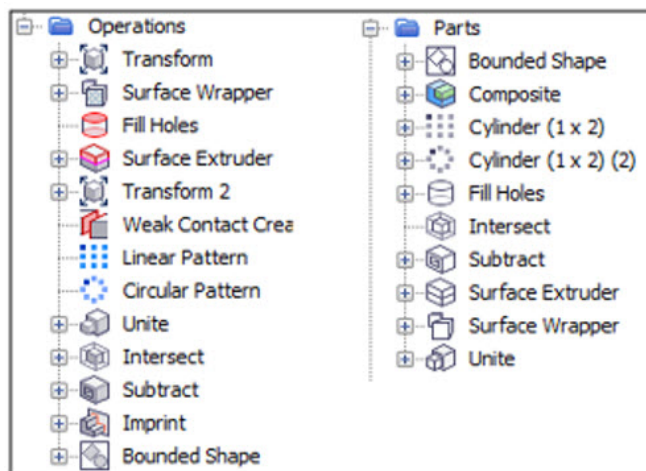 Operations
Transform
Surface Wrapper
Fill Holes
Surface Extruder
Transform 2
Weak Contact Crea
Linear Pattern
Circular Pattern
Unite
Intersect
Subtract
Imprint
Bounded Shape
Parts
Bounded Shape
Composite
Cylinder (1 x 2)
Cylinder (1 x 2) (2)
Fill Holes
Intersect
Subtract
Surface Extruder
Surface Wrapper
Unite